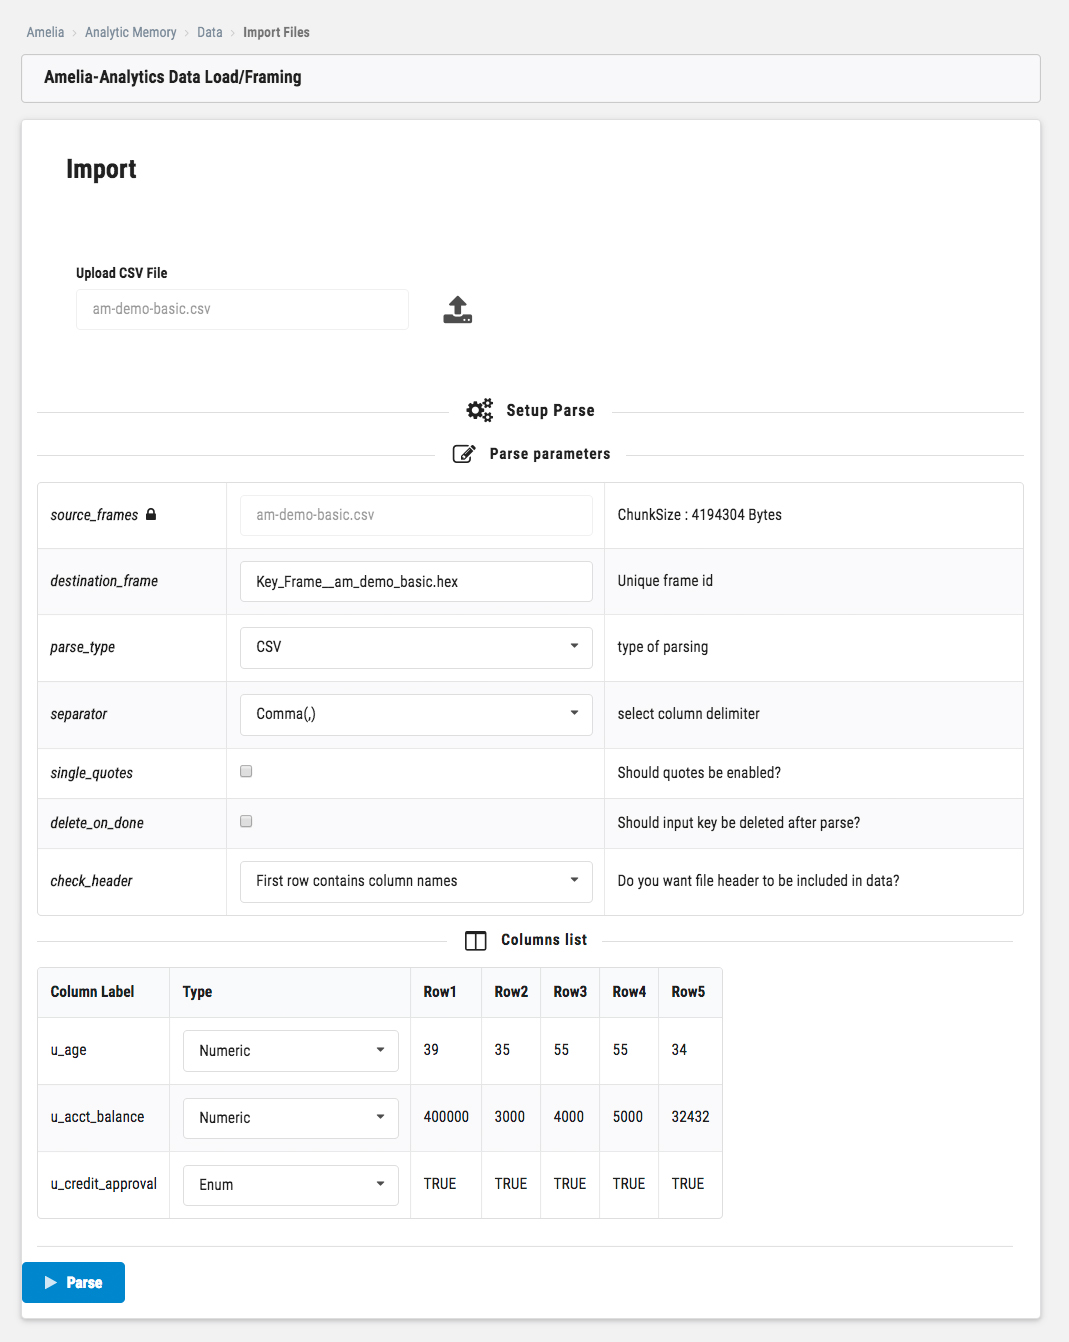 Amelia > Analytic Memory > Data > Import Files
Amelia-Analytics Data Load/Framing
Import
Upload CSV File
am-demo-basic.csv
Setup Parse
Parse parameters
source_frames am-demo-basic.csv ChunkSize : 4194304 Bytes
destination_frame Key_Frame__am_demo_basic.hex Unique frame id
parse_type CSV type of parsing
separator Comma(,) select column delimiter
single_quotes Should quotes be enabled?
delete_on_done Should input key be deleted after parse?
check_header First row contains column names Do you want file header to be included in data?
Columns list
Column Label Type Row1 Row2 Row3 Row4 Row5
u_age Numeric 39 35 55 55 34
u_acct_balance Numeric 400000 3000 4000 5000 32432
u_credit_approval Enum TRUE TRUE TRUE TRUE TRUE
Parse